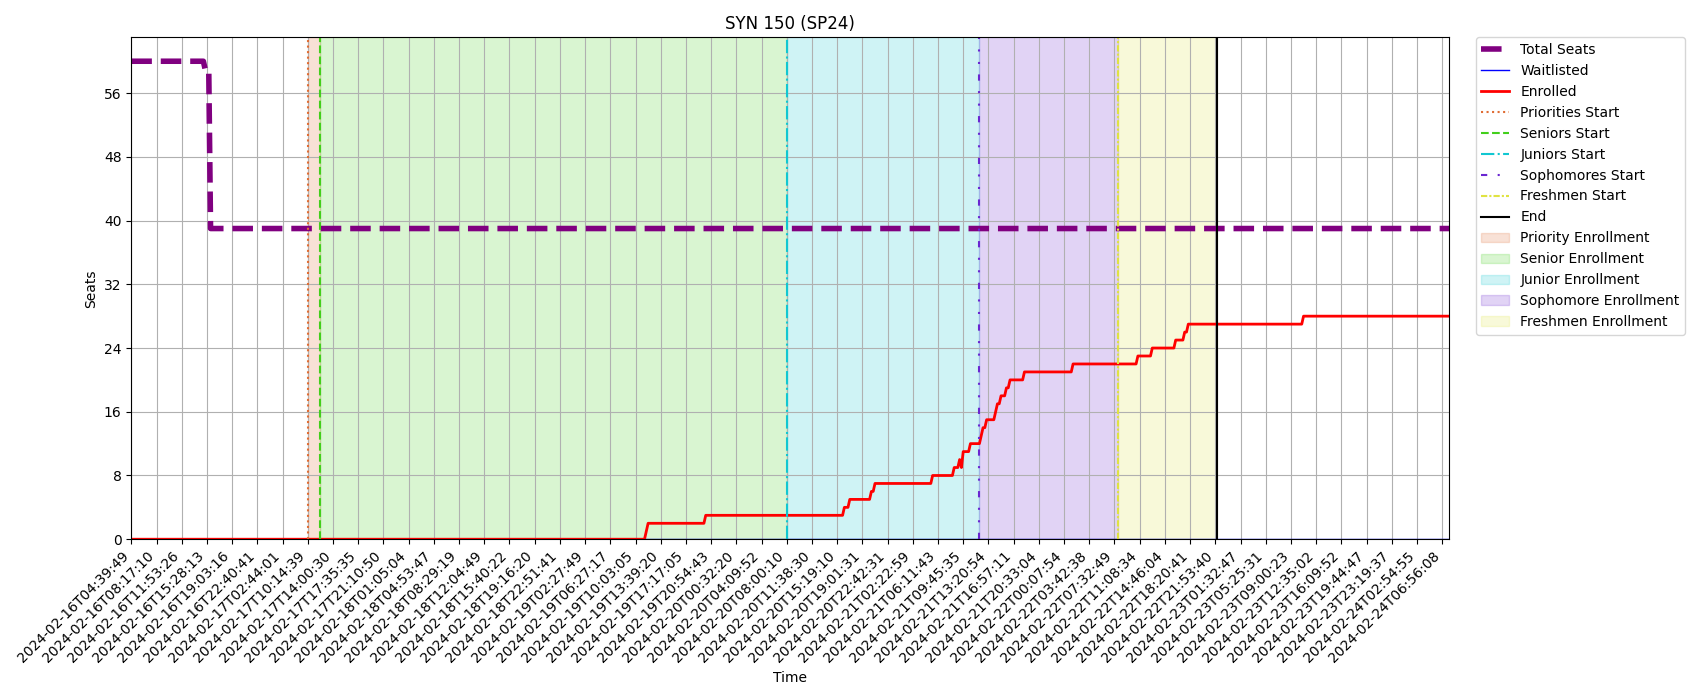 SYN 150 (SP24)
Seats
56
48
40
32
24
16
8
0
2024-02-16T04:39:49
2024-02-16T08:17:10
2024-02-16T11:53:26
2024-02-16T15:28:13
2024-02-16T19:03:16
2024-02-16T22:40:41
2024-02-17T02:44:01
2024-02-17T10:14:39
2024-02-17T14:00:30
2024-02-17T17:35:35
2024-02-17T21:10:50
2024-02-18T01:05:04
2024-02-18T04:53:47
2024-02-18T08:29:19
2024-02-18T12:04:49
2024-02-18T15:40:22
2024-02-18T19:16:20
2024-02-18T22:51:41
2024-02-19T02:27:49
2024-02-19T06:27:17
2024-02-19T10:03:05
2024-02-19T13:39:20
2024-02-19T17:17:05
2024-02-19T20:54:43
2024-02-20T00:32:20
2024-02-20T04:09:52
2024-02-20T08:00:10
2024-02-20T11:38:30
2024-02-20T15:19:10
2024-02-20T19:01:31
2024-02-20T22:42:31
2024-02-21T02:22:59
2024-02-21T06:11:43
2024-02-21T09:45:35
2024-02-21T13:20:54
2024-02-21T16:57:11
2024-02-21T20:33:04
2024-02-22T00:07:54
2024-02-22T03:42:38
2024-02-22T07:32:49
2024-02-22T11:08:34
2024-02-22T14:46:04
2024-02-22T18:20:41
2024-02-22T21:53:40
2024-02-23T01:32:47
2024-02-23T05:25:31
2024-02-23T09:00:23
2024-02-23T12:35:02
2024-02-23T16:09:52
2024-02-23T19:44:47
2024-02-23T23:19:37
2024-02-24T02:54:55
2024-02-24T06:56:08
Time
Total Seats
Waitlisted
Enrolled
Priorities Start
Seniors Start
Juniors Start
Sophomores Start
Freshmen Start
End
Priority Enrollment
Senior Enrollment
Junior Enrollment
Sophomore Enrollment
Freshmen Enrollment